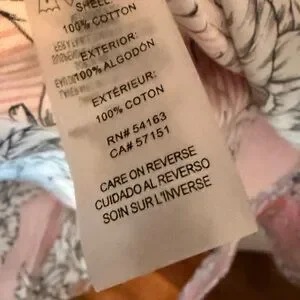 SHELL:
100% COTTON
EXTERIOR:
100% ALGODÓN
EXTÉRIEUR:
100% COTON
RN# 54163
CA# 57151
CARE ON REVERSE
CUIDADO AL REVERSO
SOIN SUR L'INVERSE